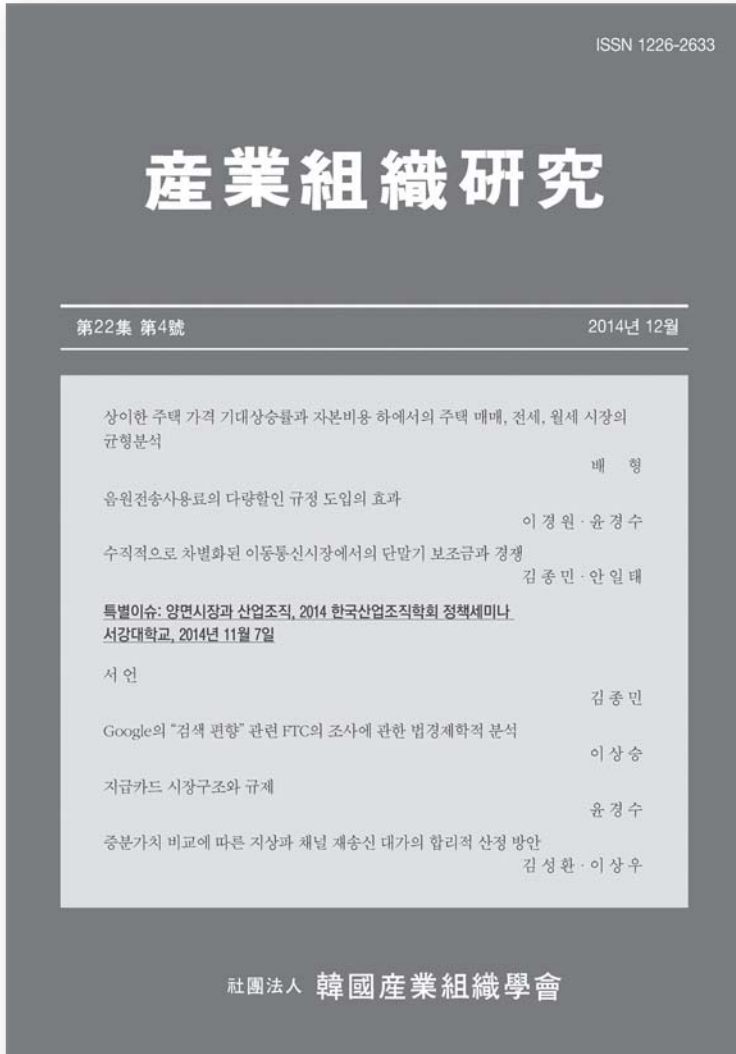 ISSN 1226-2633
産業組織硏究
第22集 第4號
2014년 12월
상이한 주택 가격 기대상승률과 자본비용 하에서의 주택 매매, 전세, 월세 시장의
균형분석
배 형
음원전송사용료의 다량할인 규정 도입의 효과
이 경 원 · 윤 경 수
수직적으로 차별화된 이동통신시장에서의 단말기 보조금과 경쟁
김 종 민 · 안 일 태
특별이슈: 양면시장과 산업조직, 2014 한국산업조직학회 정책세미나
서강대학교, 2014년 11월 7일
서 언
김 종 민
Google의 “검색 편향” 관련 FTC의 조사에 관한 법경제학적 분석
이 상 승
지급카드 시장구조와 규제
윤 경 수
증분가치 비교에 따른 지상파 채널 재송신 대가의 합리적 산정 방안
김 성 환 · 이 상 우
社團法人 韓國産業組織學會